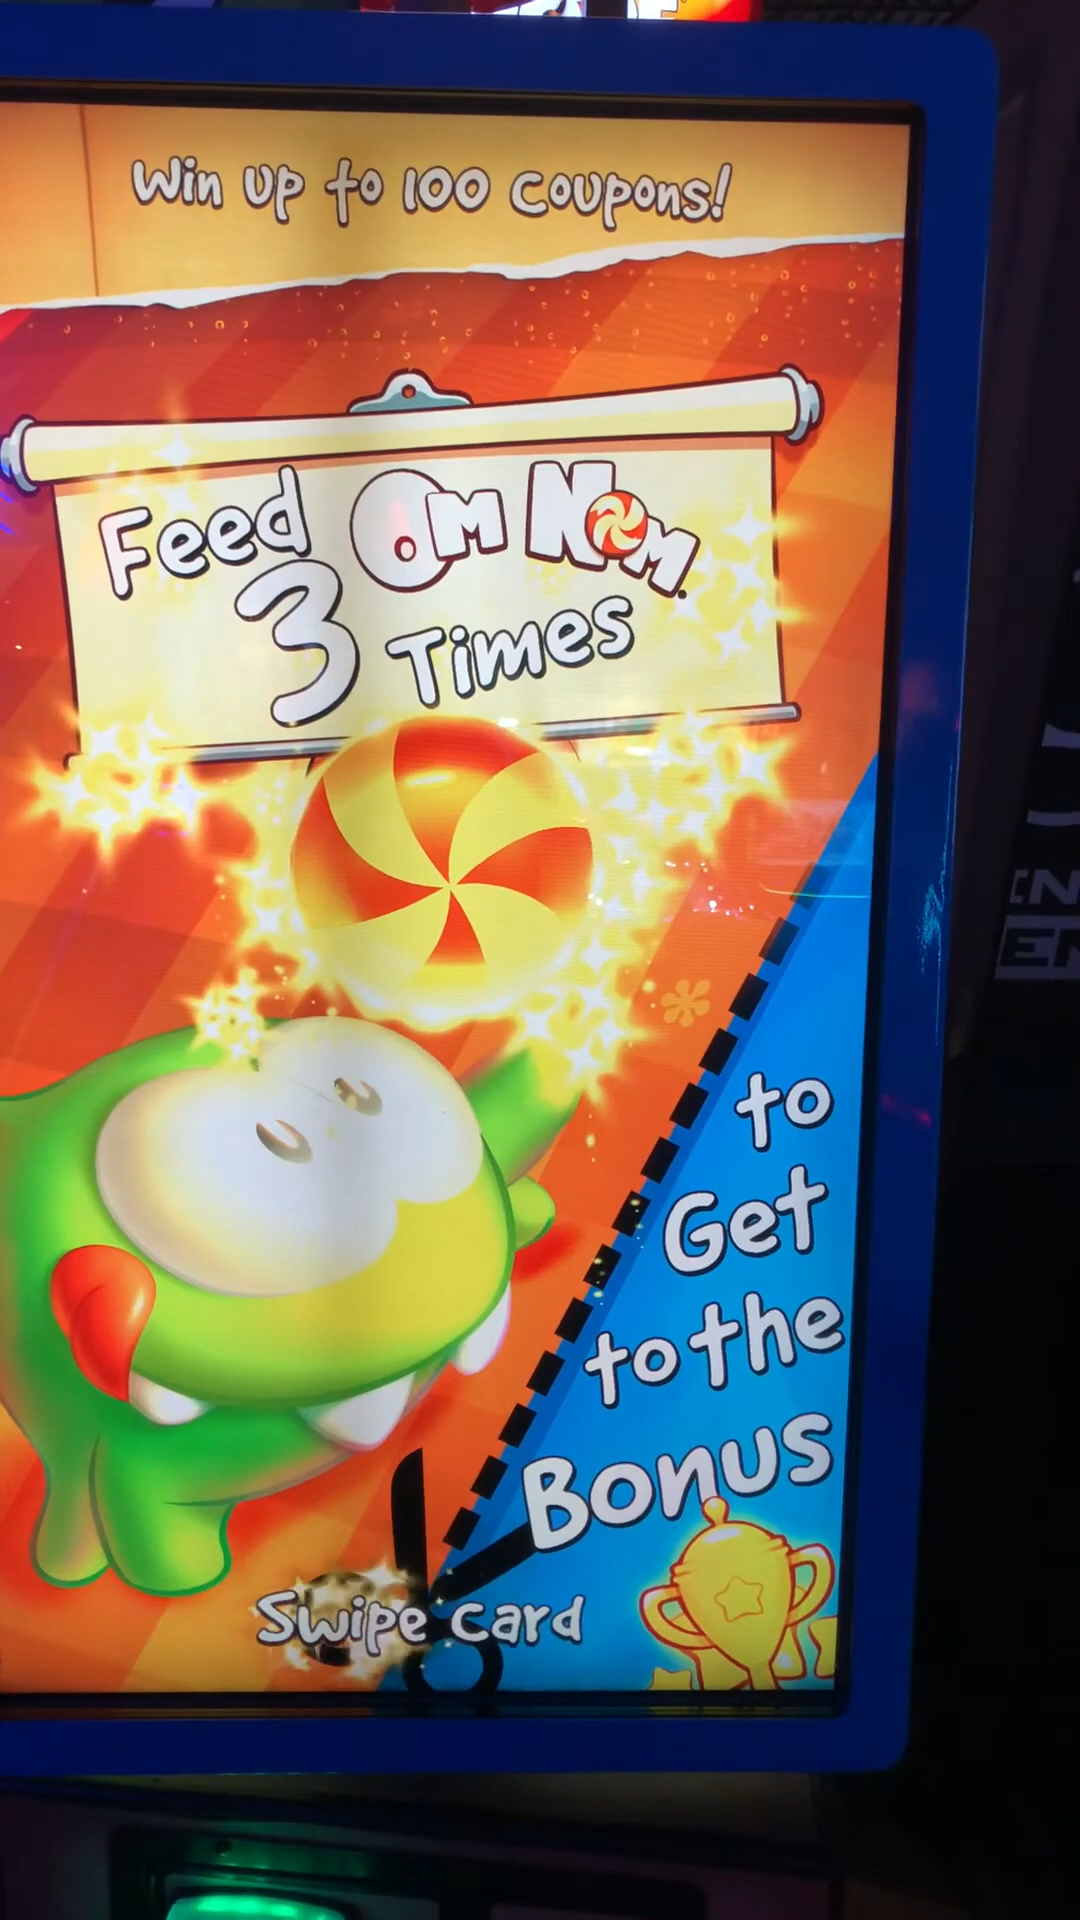 Win up to 100 coupons!
Feed Om Nom
3 Times
to
Get
to the
Bonus
Swipe card